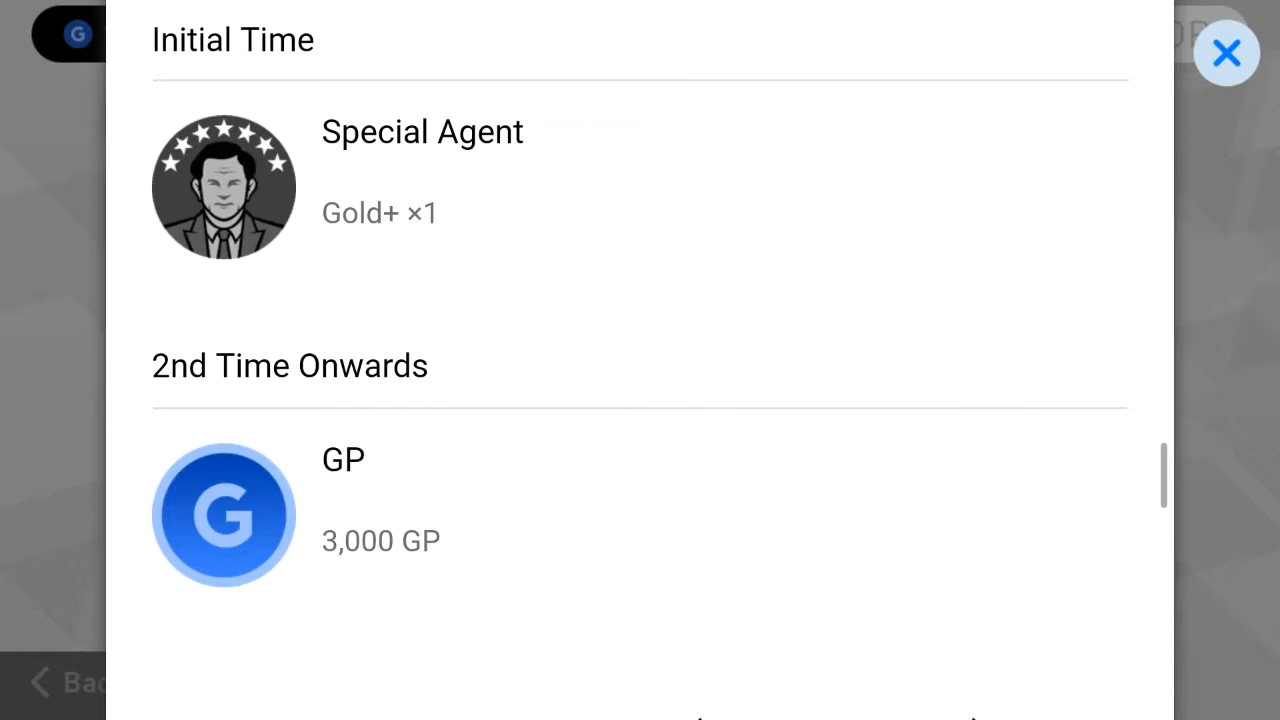 Initial Time
Special Agent
Gold+ ×1
2nd Time Onwards
G
GP
3,000 GP